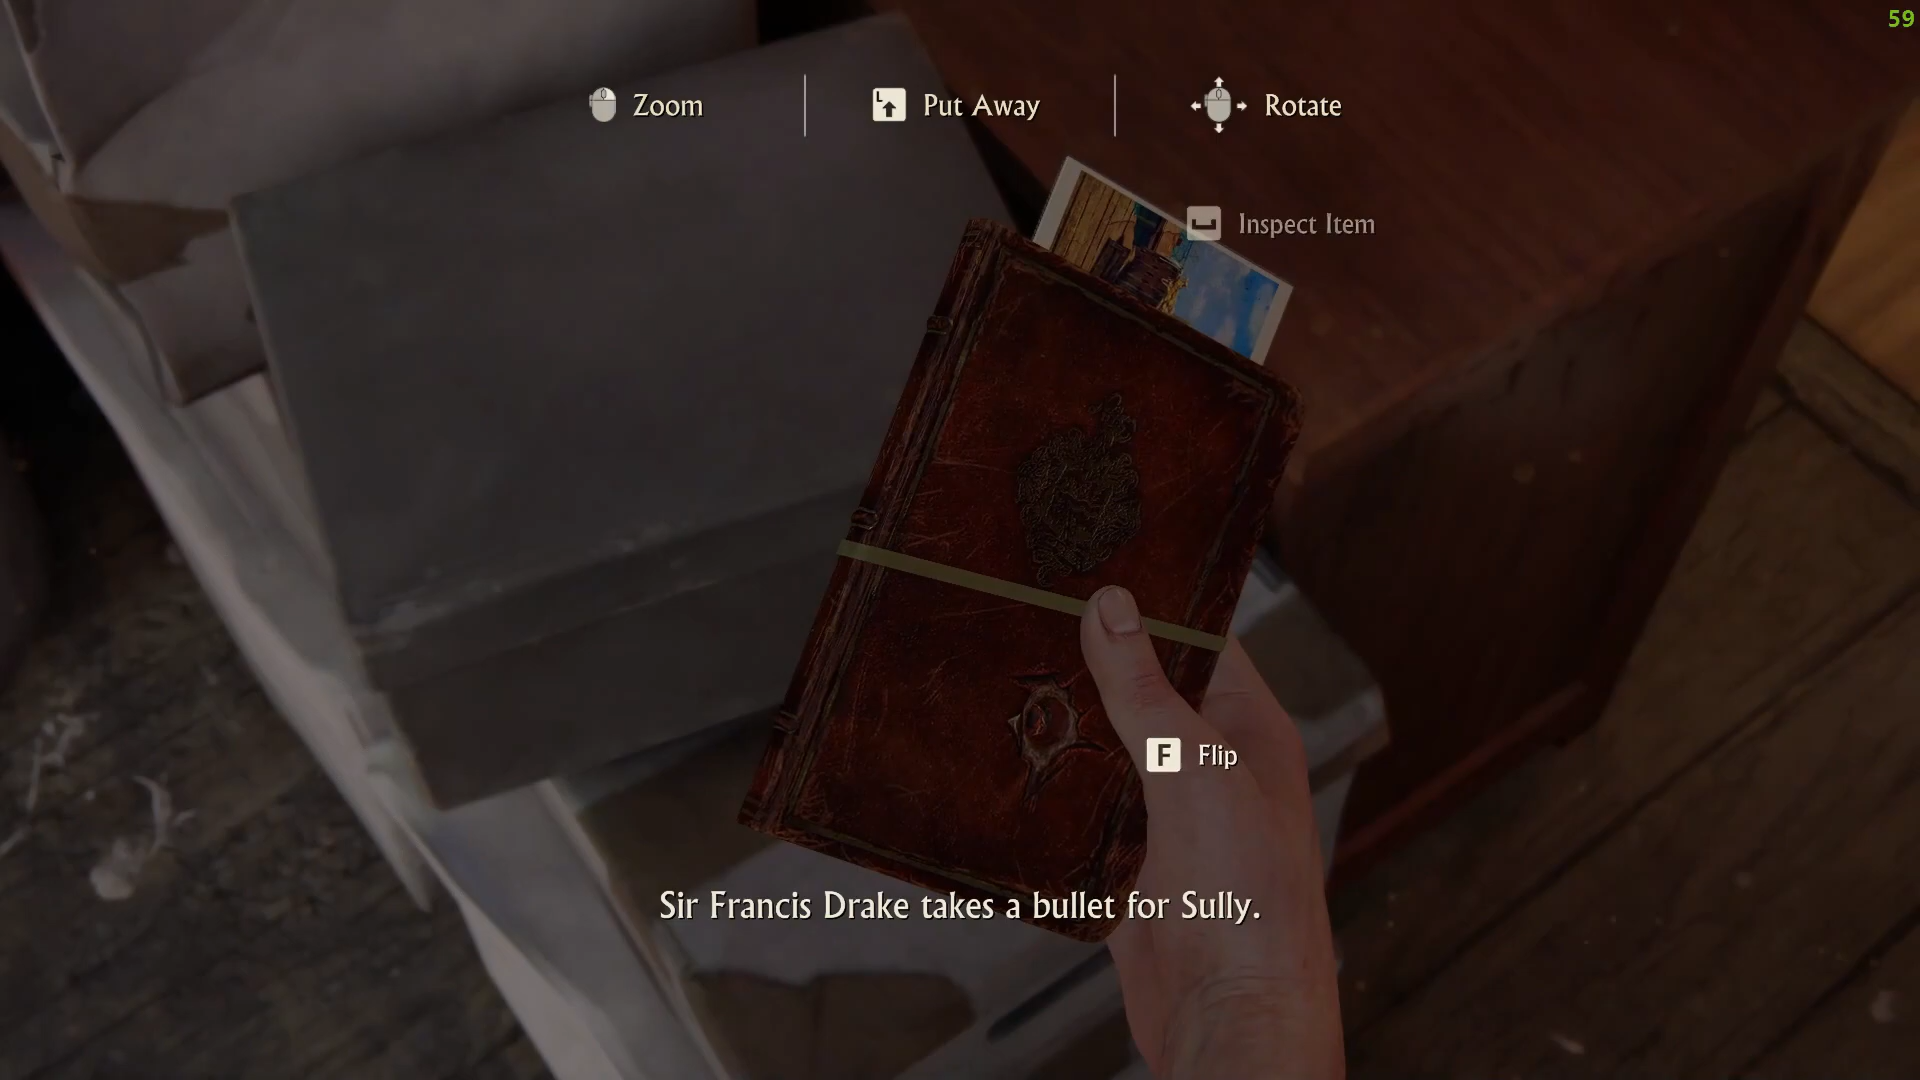 59
Zoom
L Put Away
Rotate
Inspect Item
F Flip
Sir Francis Drake takes a bullet for Sully.